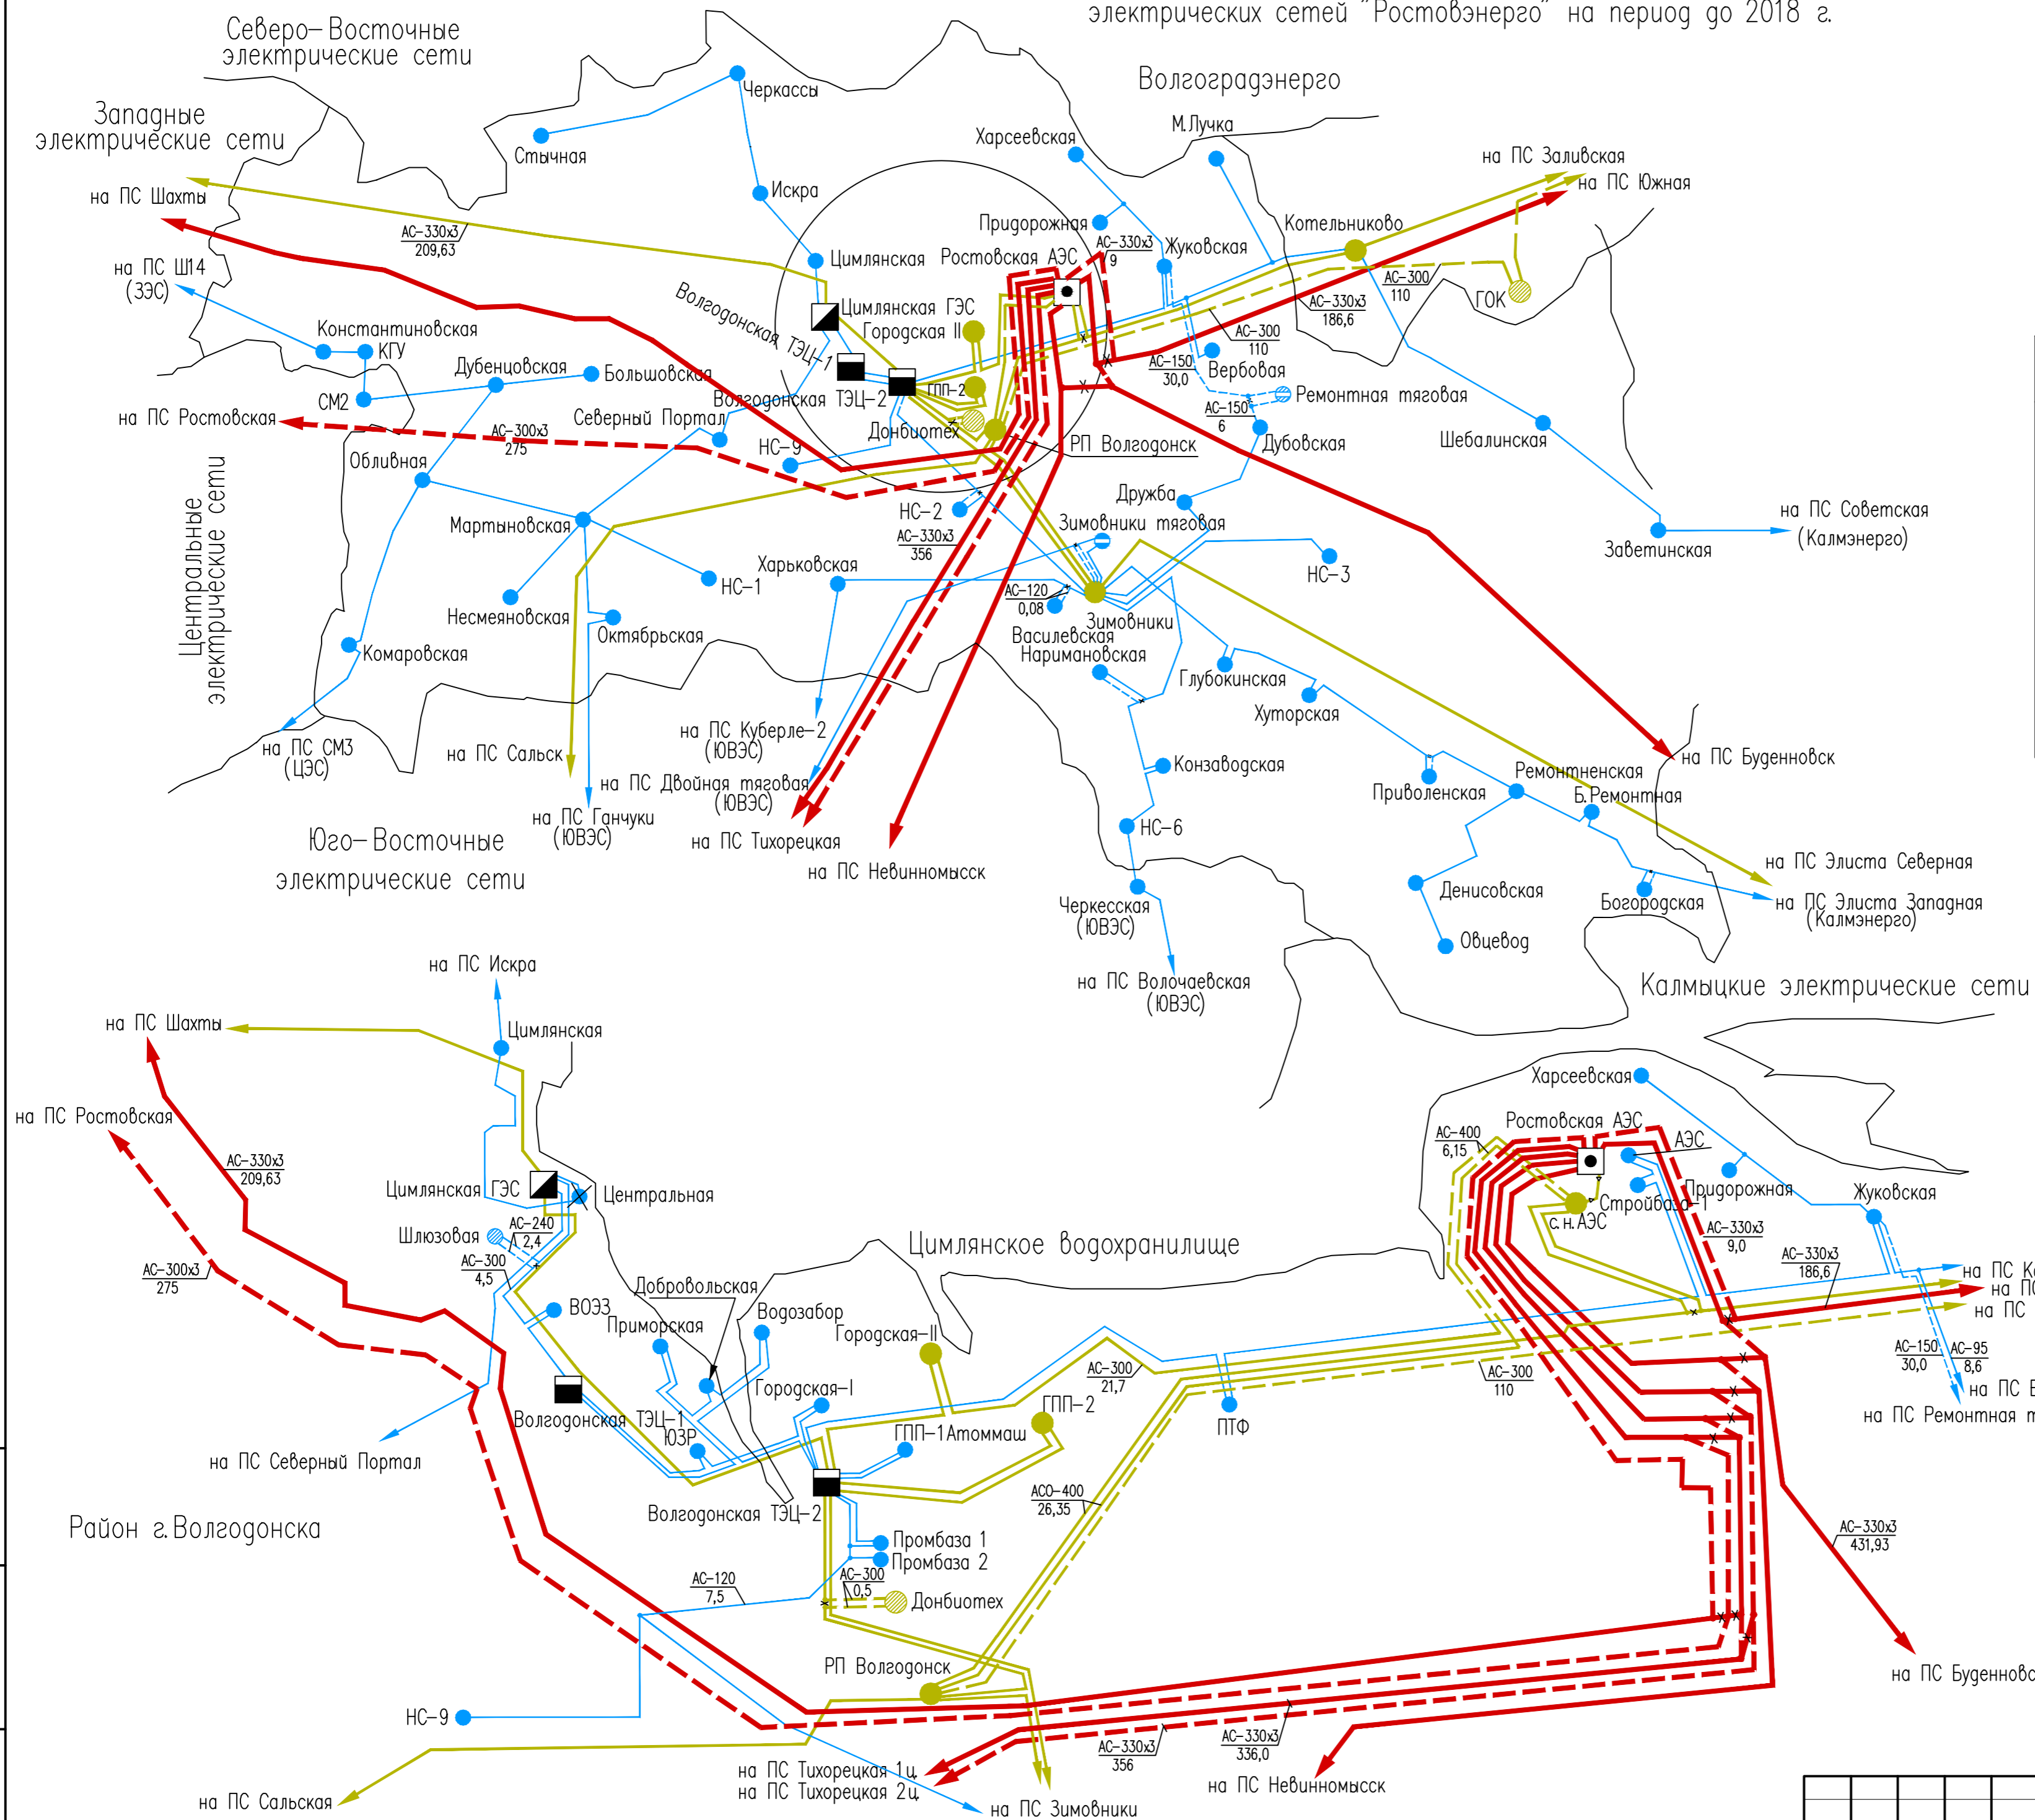 электрических сетей "Ростовэнерго" на период до 2018 г.
Северо-Восточные
электрические сети
Волгоградэнерго
Западные
электрические сети
Черкассы
Стычная
Харсеевская
М.Лучка
на ПС Заливская
на ПС Южная
на ПС Шахты
Искра
АС-330х3
209,63
Придорожная
АС-330х3
9
Жуковская
Котельниково
Цимлянская
Ростовская АЭС
на ПС Ш14
(ЗЭС)
АС-300
110
ГОК
АС-330х3
186,6
Волгодонская ТЭЦ-1
Цимлянская ГЭС
Городская II
Константиновская
КГУ
АС-300
110
Дубенцовская
Большовская
АС-150
30,0
Вербовая
СМ2
Волгодонская ТЭЦ-2
ГПП-2
Ремонтная тяговая
на ПС Ростовская
АС-300х3
275
Северный Портал
АС-150
6
НС-9
Донбиотех
РП Волгодонск
Дубовская
Шебалинская
Обливная
Центральные
электрические сети
Мартыновская
НС-2
Дружба
Зимовники тяговая
на ПС Советская
(Калмэнерго)
Заветинская
АС-330х3
356
Харьковская
НС-3
НС-1
АС-120
0,08
Несмеяновская
Октябрьская
Василевская
Зимовники
Наримановская
Комаровская
Глубокинская
Хуторская
на ПС СМ3
(ЦЭС)
на ПС Сальск
на ПС Куберле-2
(ЮВЭС)
на ПС Двойная тяговая
(ЮВЭС)
Конзаводская
на ПС Буденновск
Ремонтненская
Приволенская
Б.Ремонтная
на ПС Ганчуки
(ЮВЭС)
на ПС Тихорецкая
НС-6
Юго-Восточные
электрические сети
на ПС Невинномысск
на ПС Элиста Северная
Денисовская
Богородская
на ПС Элиста Западная
(Калмэнерго)
Черкесская
(ЮВЭС)
Овцевод
на ПС Волочаевская
(ЮВЭС)
Калмыцкие электрические сети
на ПС Искра
на ПС Шахты
Цимлянская
на ПС Ростовская
Харсеевская
Ростовская АЭС
АС-400
6,15
АЭС
АС-330х3
209,63
Цимлянская ГЭС
Центральная
Придорожная
Жуковская
Стройбаза-1
с.н.АЭС
Шлюзовая
АС-240
2,4
АС-330х3
9,0
Цимлянское водохранилище
АС-300
4,5
АС-330х3
186,6
АС-300х3
275
Добровольская
ВОЭЗ
Приморская
Водозабор
Городская-II
на ПС
на ПС
АС-300
21,7
АС-300
110
АС-150
30,0
АС-95
8,6
Городская-I
ГПП-2
на ПС
на ПС Ремонтная
Волгодонская ТЭЦ-1
ЮЗР
ГПП-1Атоммаш
ПТФ
на ПС Северный Портал
АСО-400
26,35
Волгодонская ТЭЦ-2
Район г.Волгодонска
Промбаза 1
Промбаза 2
АС-330х3
431,93
АС-120
7,5
АС-300
0,5
Донбиотех
РП Волгодонск
на ПС Буденновс
НС-9
АС-330х3
356
АС-330х3
336,0
на ПС Тихорецкая 1ц.
на ПС Тихорецкая 2ц.
на ПС Невинномысск
на ПС Сальская
на ПС Зимовники